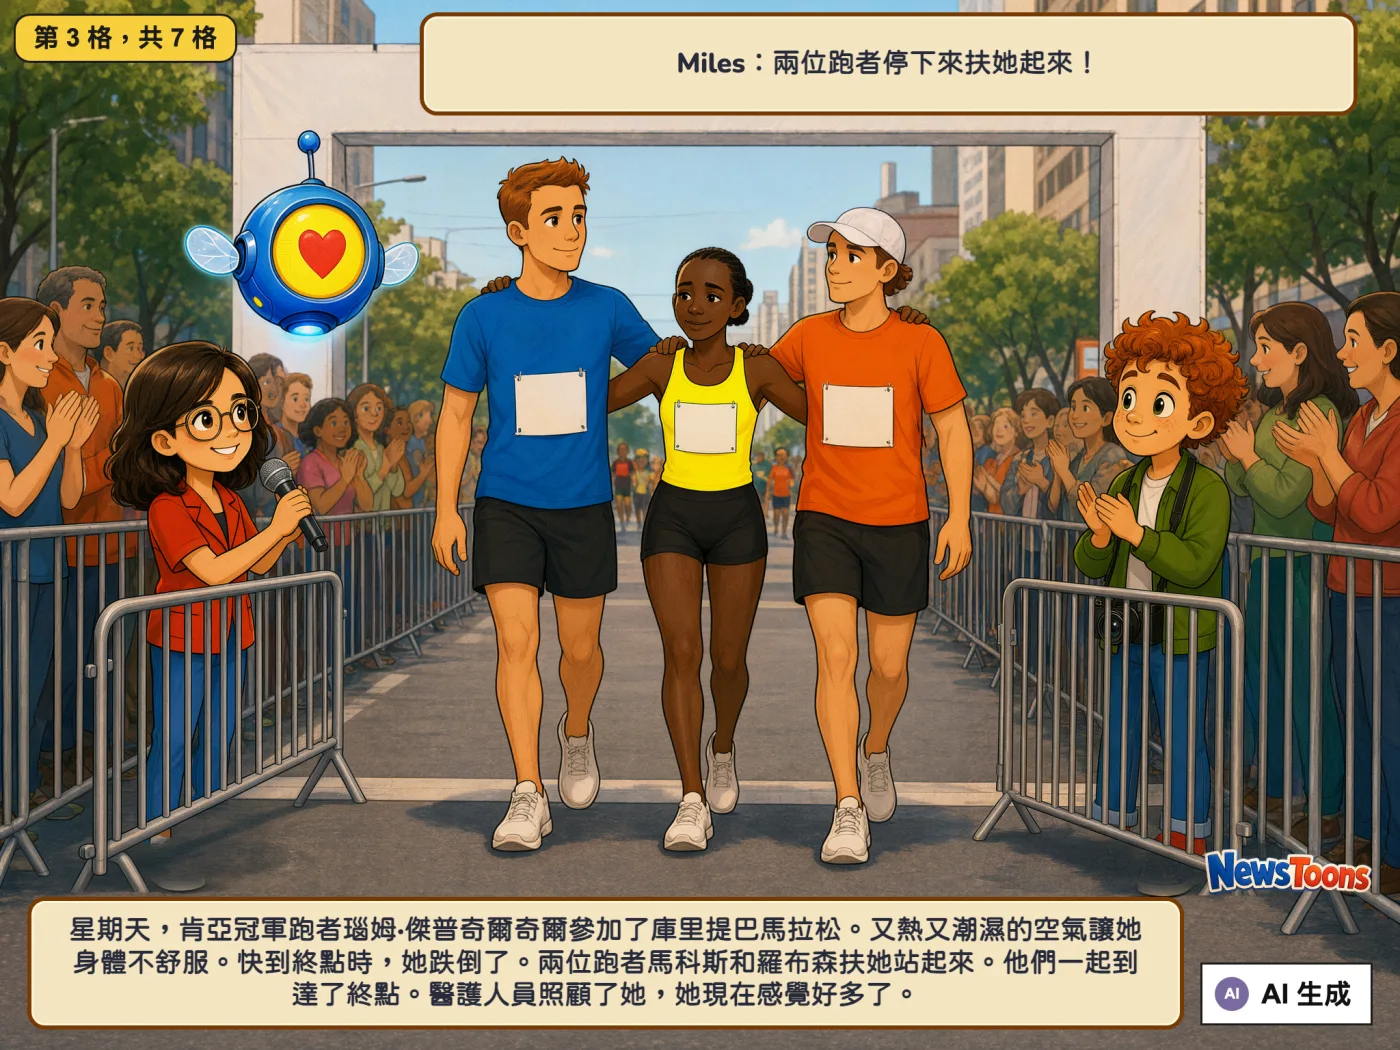 第 3 格，共 7 格
Miles：兩位跑者停下來扶她起來！
NewsToons
星期天，肯亞冠軍跑者瑙姆·傑普奇爾奇爾參加了庫里提巴馬拉松。又熱又潮濕的空氣讓她
身體不舒服。快到終點時，她跌倒了。兩位跑者馬科斯和羅布森扶她站起來。他們一起到
達了終點。醫護人員照顧了她，她現在感覺好多了。
AI AI 生成